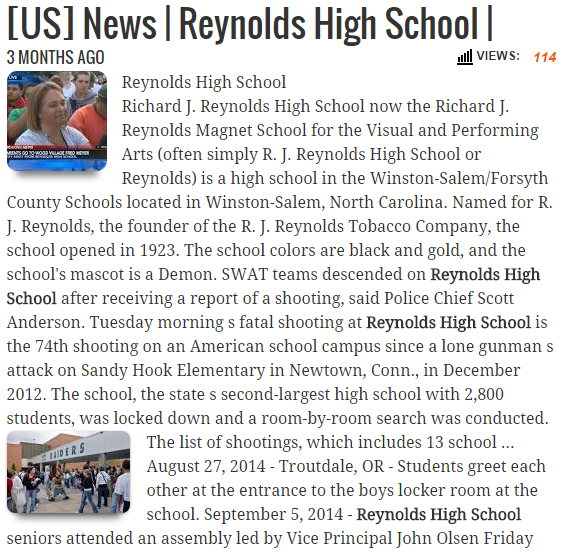 [US] News | Reynolds High School |
3 MONTHS AGO
VIEWS: 114
LIVE
BREAKING NEWS
PARENTS GO TO WOOD VILLAGE FRED MEYER
Reynolds High School
Richard J. Reynolds High School now the Richard J.
Reynolds Magnet School for the Visual and Performing
Arts (often simply R. J. Reynolds High School or
Reynolds) is a high school in the Winston-Salem/Forsyth
County Schools located in Winston-Salem, North Carolina. Named for R.
J. Reynolds, the founder of the R. J. Reynolds Tobacco Company, the
school opened in 1923. The school colors are black and gold, and the
school's mascot is a Demon. SWAT teams descended on Reynolds High
School after receiving a report of a shooting, said Police Chief Scott
Anderson. Tuesday morning s fatal shooting at Reynolds High School is
the 74th shooting on an American school campus since a lone gunman s
attack on Sandy Hook Elementary in Newtown, Conn., in December
2012. The school, the state s second-largest high school with 2,800
students, was locked down and a room-by-room search was conducted.
RAIDERS
The list of shootings, which includes 13 school ...
August 27, 2014 - Troutdale, OR - Students greet each
other at the entrance to the boys locker room at the
school. September 5, 2014 - Reynolds High School
seniors attended an assembly led by Vice Principal John Olsen Friday